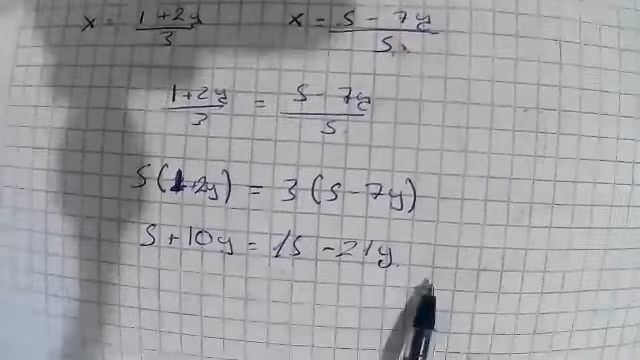 x = (1+2y)/3    x = (5-7y)/5
(1+2y)/3 = (5-7y)/5
5(1+2y) = 3(5-7y)
5+10y = 15-21y